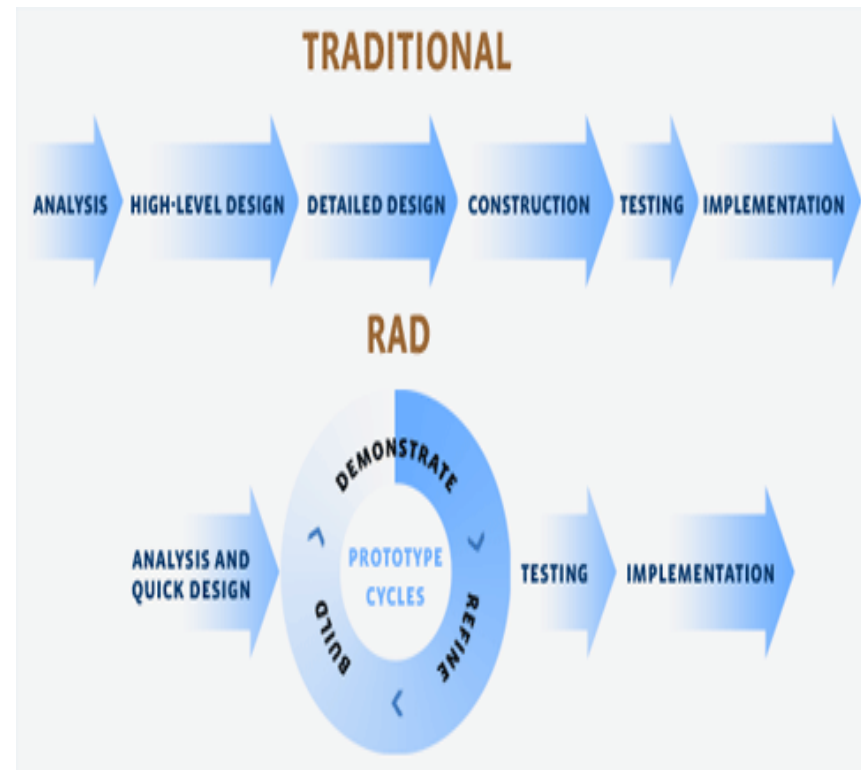 TRADITIONAL
ANALYSIS
HIGH-LEVEL DESIGN
DETAILED DESIGN
CONSTRUCTION
TESTING
IMPLEMENTATION
RAD
ANALYSIS AND
QUICK DESIGN
DEMONSTRATE
REFINE
BUILD
PROTOTYPE
CYCLES
TESTING
IMPLEMENTATION